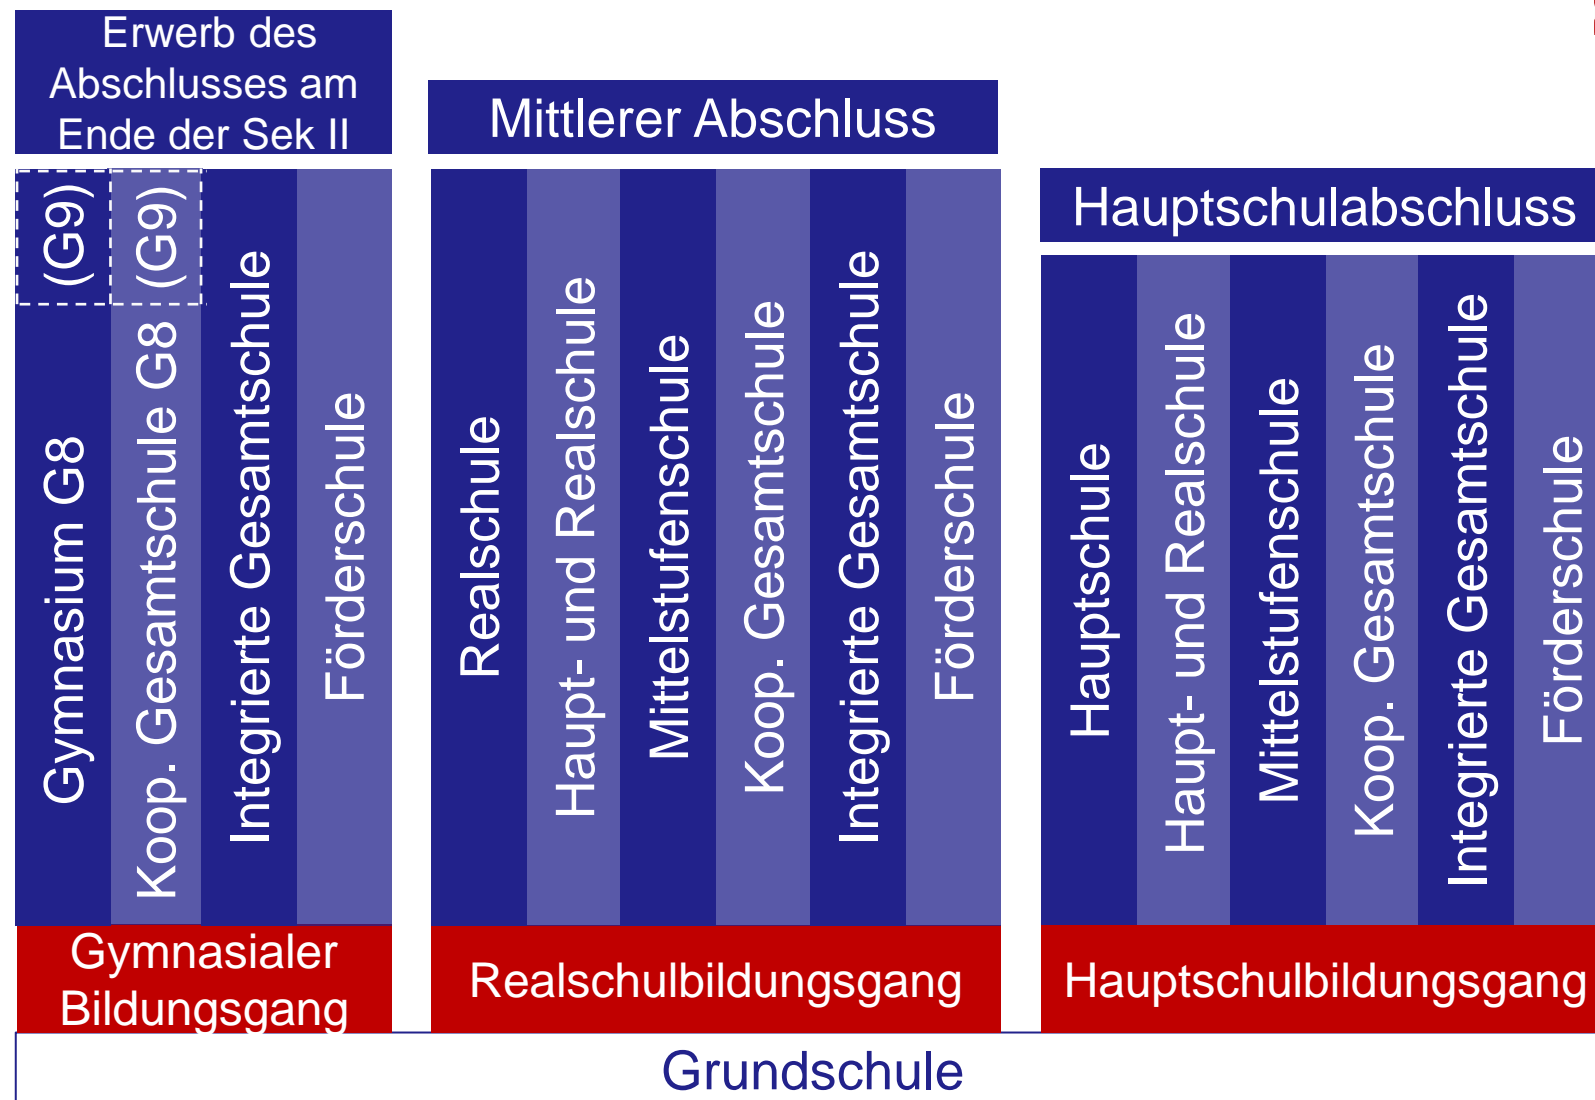 Erwerb des
Abschlusses am
Ende der Sek II
Mittlerer Abschluss
Hauptschulabschluss
Gymnasium G8 (G9)
Koop. Gesamtschule G8 (G9)
Integrierte Gesamtschule
Förderschule
Realschule
Haupt- und Realschule
Mittelstufenschule
Koop. Gesamtschule
Integrierte Gesamtschule
Förderschule
Hauptschule
Haupt- und Realschule
Mittelstufenschule
Koop. Gesamtschule
Integrierte Gesamtschule
Förderschule
Gymnasialer
Bildungsgang
Realschulbildungsgang
Hauptschulbildungsgang
Grundschule